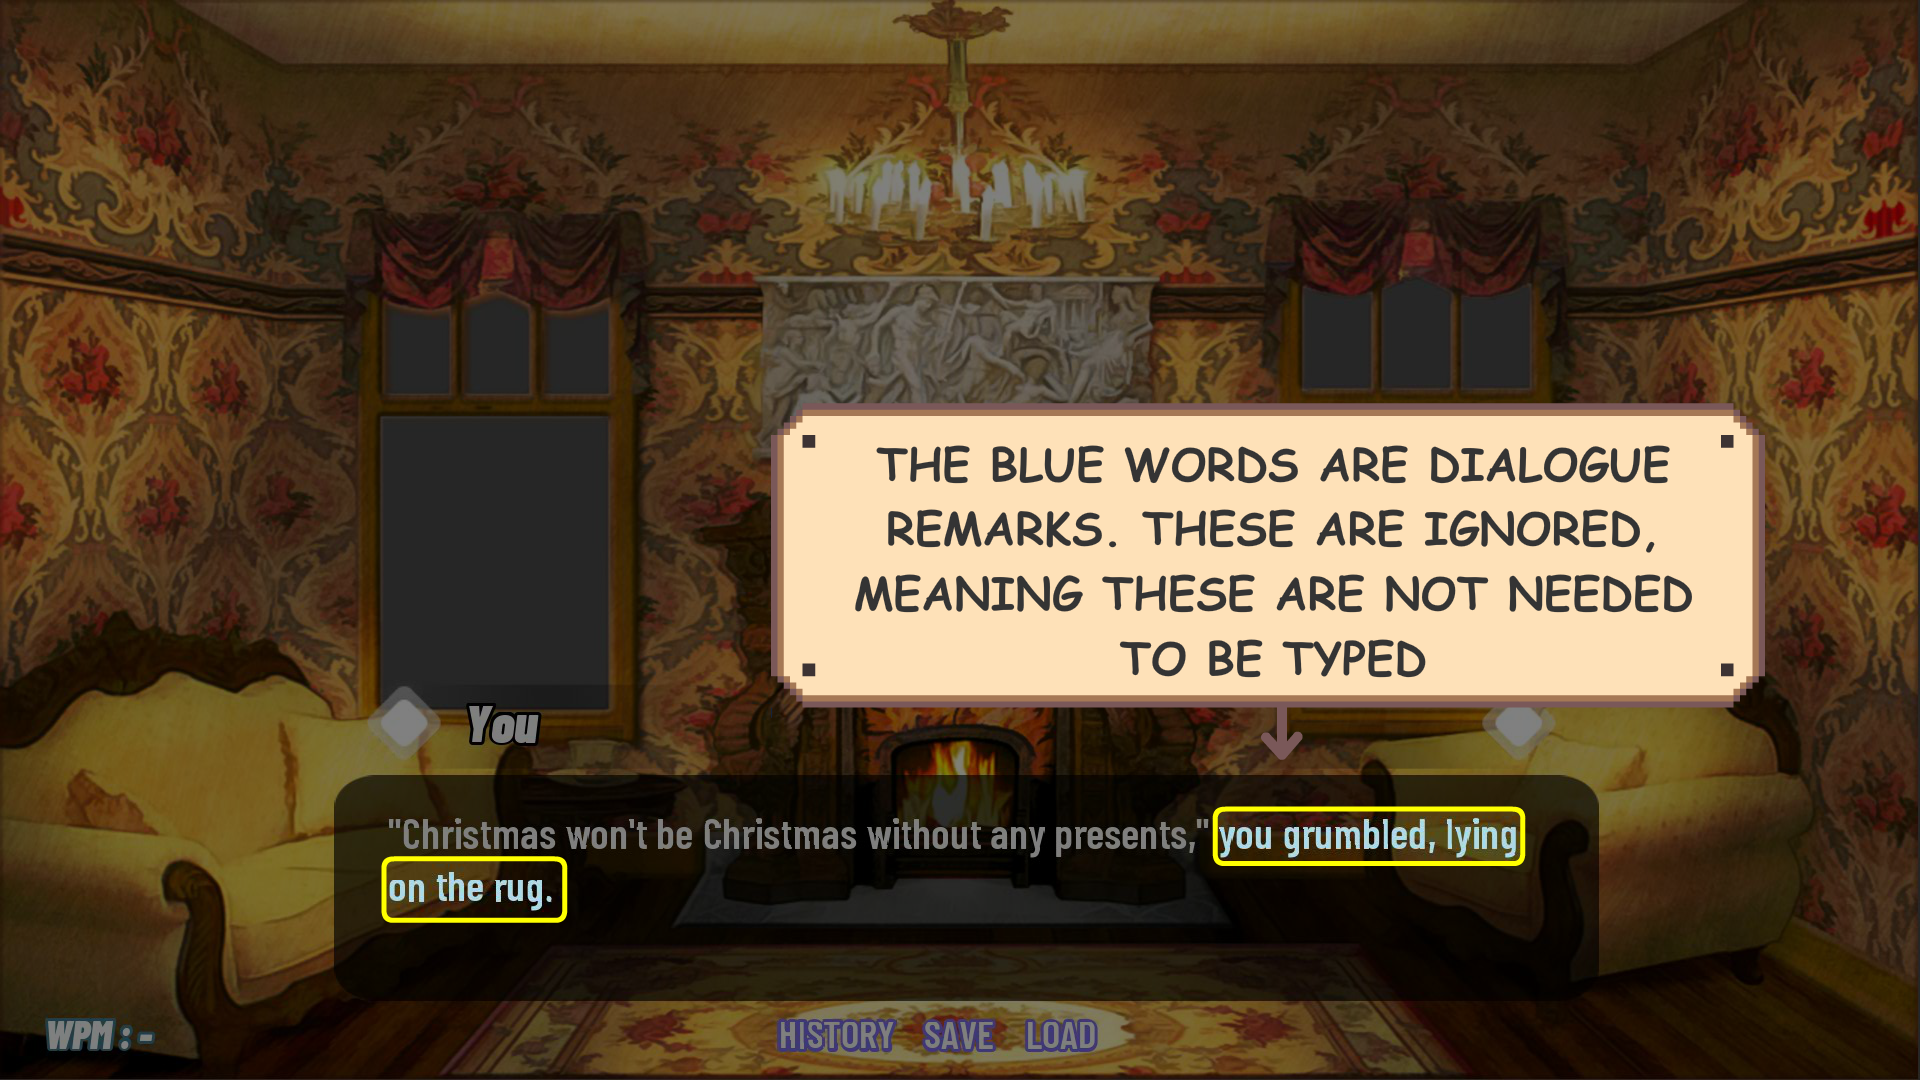 THE BLUE WORDS ARE DIALOGUE
REMARKS. THESE ARE IGNORED,
MEANING THESE ARE NOT NEEDED
TO BE TYPED
You
"Christmas won't be Christmas without any presents," you grumbled, lying
on the rug.
WPM : -
HISTORY SAVE LOAD